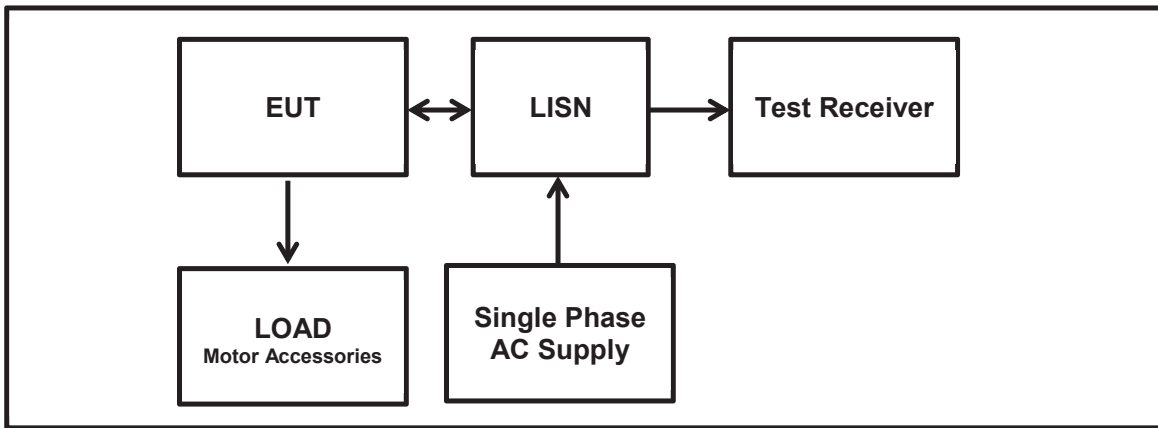 EUT
LISN
Test Receiver
LOAD
Motor Accessories
Single Phase
AC Supply